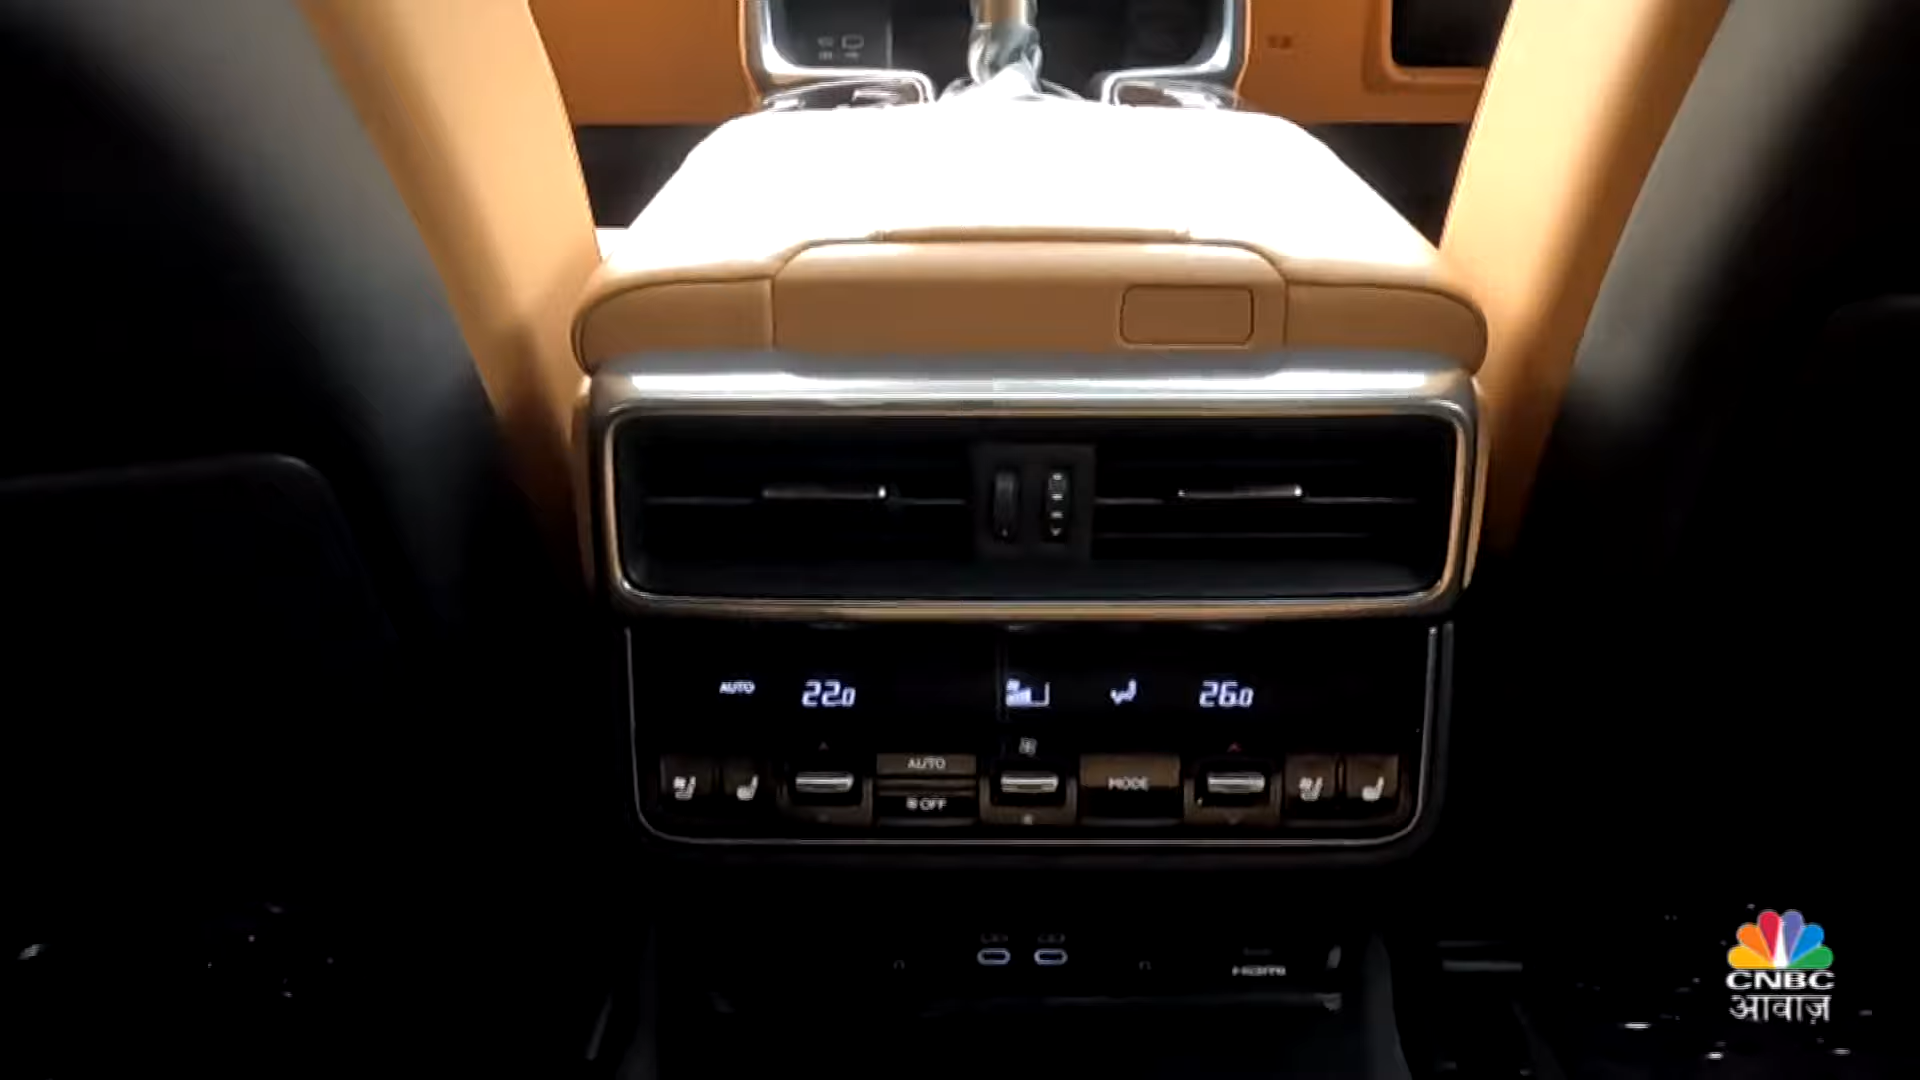 AUTO 22.0 26.0
AUTO
OFF
MODE
HDMI
CNBC
आवाज़